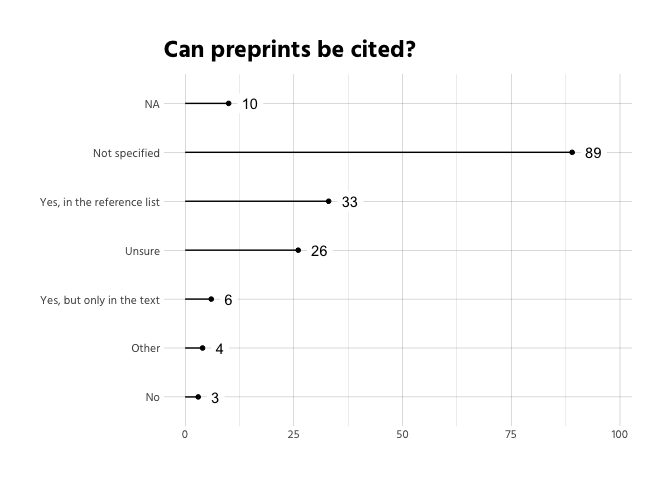 Can preprints be cited?
NA 10
Not specified 89
Yes, in the reference list 33
Unsure 26
Yes, but only in the text 6
Other 4
No 3
0 25 50 75 100